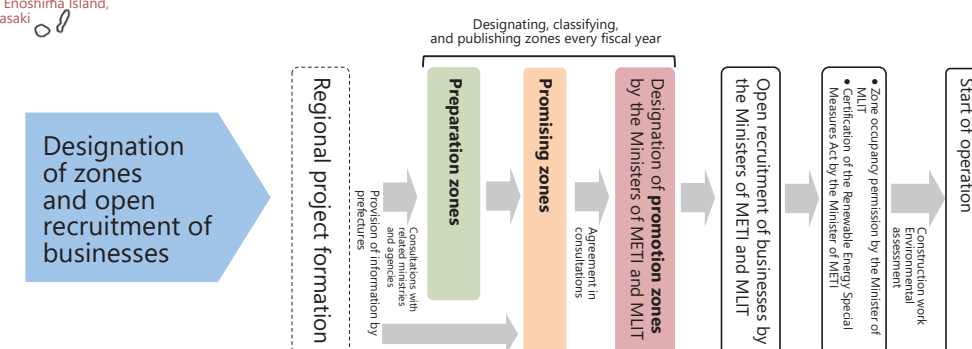 Enoshima Island,
asaki
Designating, classifying,
and publishing zones every fiscal year
Designation
of zones
and open
recruitment of
businesses
Regional project formation
Provision of information by
prefectures
Consultations with
related ministries
and agencies
Preparation zones
Promising zones
Agreement in
consultations
Designation of promotion zones
by the Ministers of METI and MLIT
Open recruitment of businesses by
the Ministers of METI and MLIT
• Zone occupancy permission by the Minister of
MLIT
• Certification of the Renewable Energy Special
Measures Act by the Minister of METI
Construction work
Environmental
assessment
Start of operation